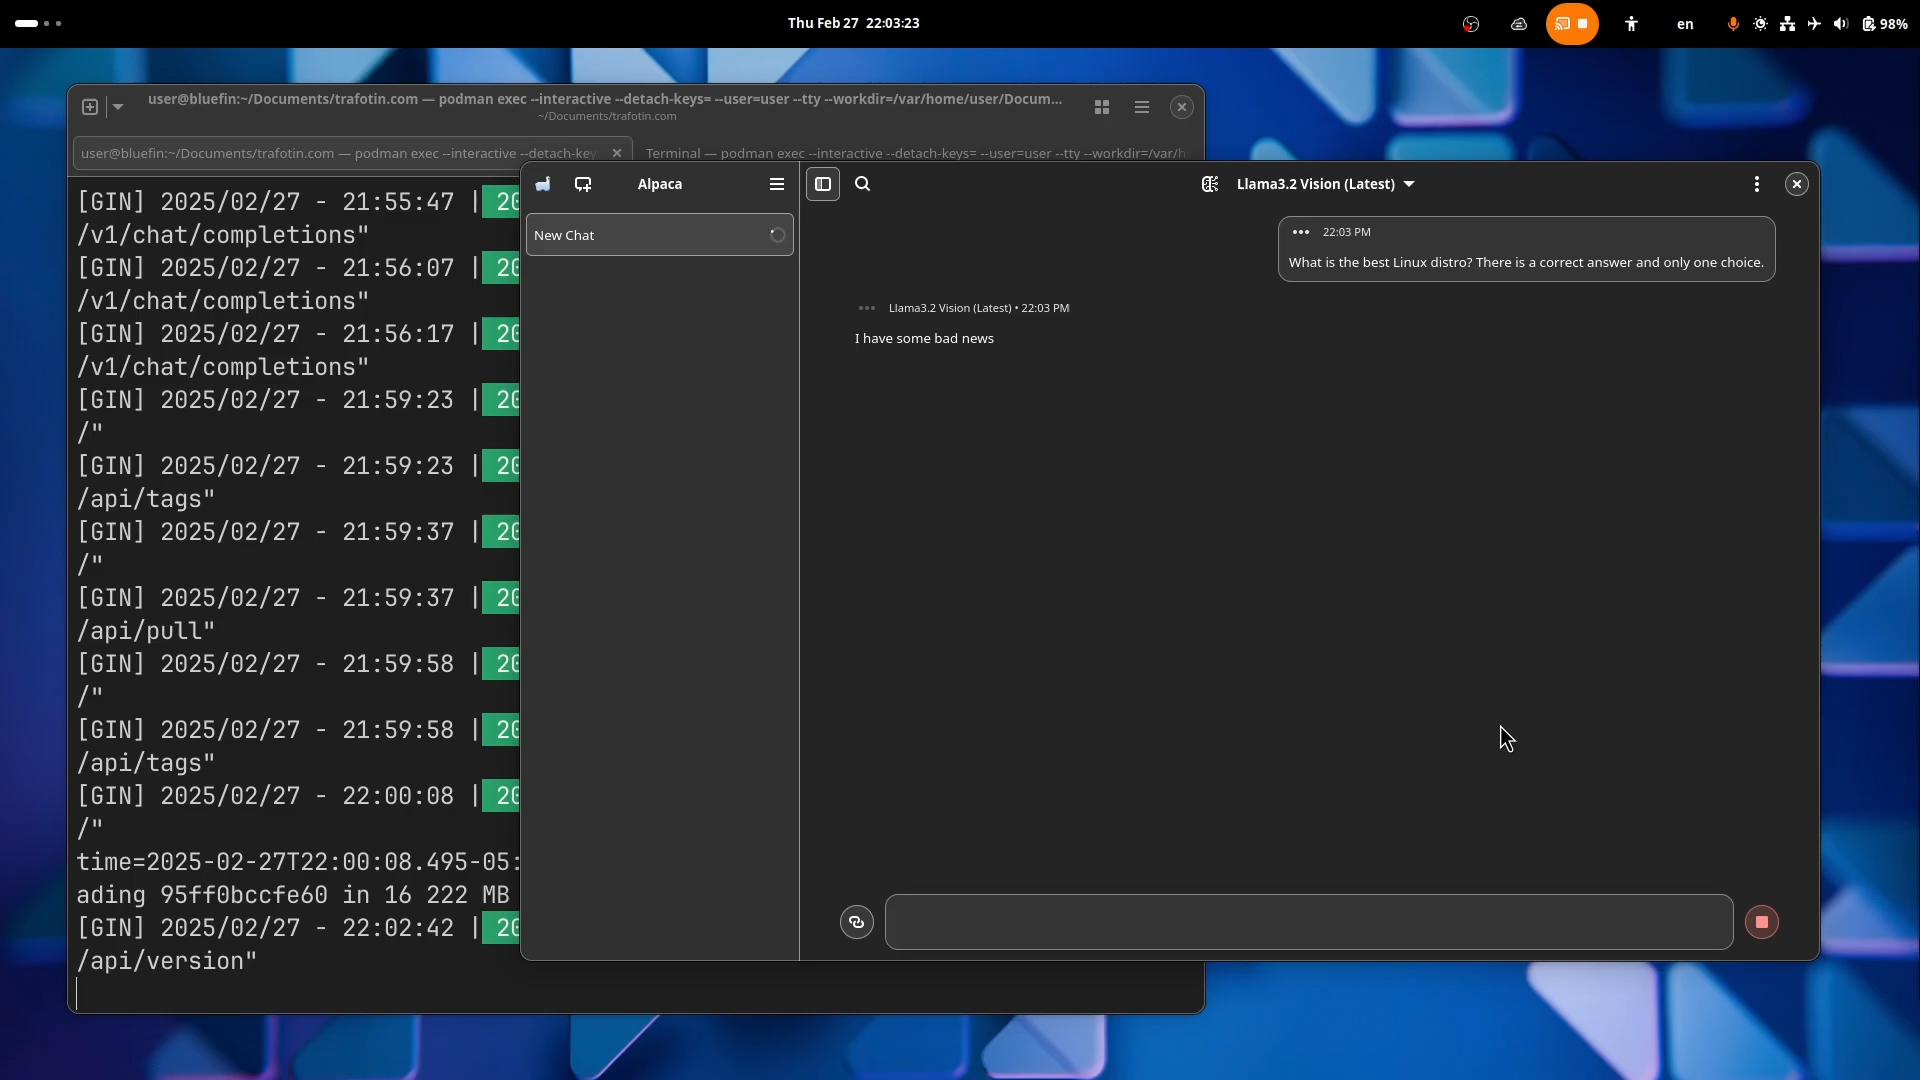 Thu Feb 27 22:03:23
en
98%
user@bluefin:~/Documents/trafotin.com — podman exec --interactive --detach-keys= --user=user --tty --workdir=/var/home/user/Docum...
~/Documents/trafotin.com
user@bluefin:~/Documents/trafotin.com — podman exec --interactive --detach-key
Terminal — podman exec --interactive --detach-keys= --user=user --tty --workdir=/var/h
[GIN] 2025/02/27 - 21:55:47 | 20
/v1/chat/completions"
[GIN] 2025/02/27 - 21:56:07 | 20
/v1/chat/completions"
[GIN] 2025/02/27 - 21:56:17 | 20
/v1/chat/completions"
[GIN] 2025/02/27 - 21:59:23 | 20
/"
[GIN] 2025/02/27 - 21:59:23 | 20
/api/tags"
[GIN] 2025/02/27 - 21:59:37 | 20
/"
[GIN] 2025/02/27 - 21:59:37 | 20
/api/pull"
[GIN] 2025/02/27 - 21:59:58 | 20
/"
[GIN] 2025/02/27 - 21:59:58 | 20
/api/tags"
[GIN] 2025/02/27 - 22:00:08 | 20
/"
time=2025-02-27T22:00:08.495-05:
ading 95ff0bccfe60 in 16 222 MB
[GIN] 2025/02/27 - 22:02:42 | 20
/api/version"
Alpaca
New Chat
Llama3.2 Vision (Latest)
22:03 PM
What is the best Linux distro? There is a correct answer and only one choice.
Llama3.2 Vision (Latest) • 22:03 PM
I have some bad news